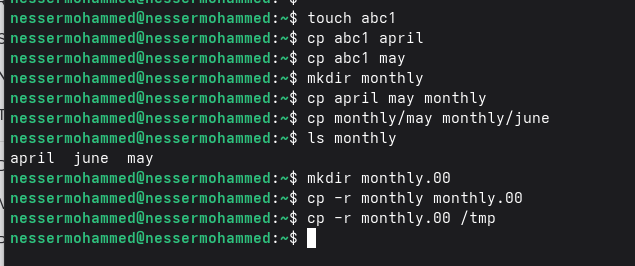 nessermohammed@nessermohammed:~$ touch abc1
nessermohammed@nessermohammed:~$ cp abc1 april
nessermohammed@nessermohammed:~$ cp abc1 may
nessermohammed@nessermohammed:~$ mkdir monthly
nessermohammed@nessermohammed:~$ cp april may monthly
nessermohammed@nessermohammed:~$ cp monthly/may monthly/june
nessermohammed@nessermohammed:~$ ls monthly
april  june  may
nessermohammed@nessermohammed:~$ mkdir monthly.00
nessermohammed@nessermohammed:~$ cp -r monthly monthly.00
nessermohammed@nessermohammed:~$ cp -r monthly.00 /tmp
nessermohammed@nessermohammed:~$